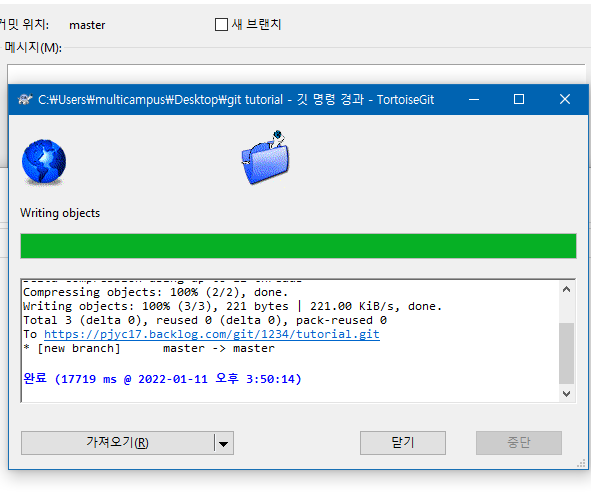 커밋 위치: master 새 브랜치
메시지(M):
C:₩Users₩multicampus₩Desktop₩git tutorial - 깃 명령 경과 - TortoiseGit
Writing objects
Compressing objects: 100% (2/2), done.
Writing objects: 100% (3/3), 221 bytes | 221.00 KiB/s, done.
Total 3 (delta 0), reused 0 (delta 0), pack-reused 0
To https://pjyc17.backlog.com/git/1234/tutorial.git
* [new branch]      master -> master
완료 (17719 ms @ 2022-01-11 오후 3:50:14)
가져오기(R) 닫기 중단